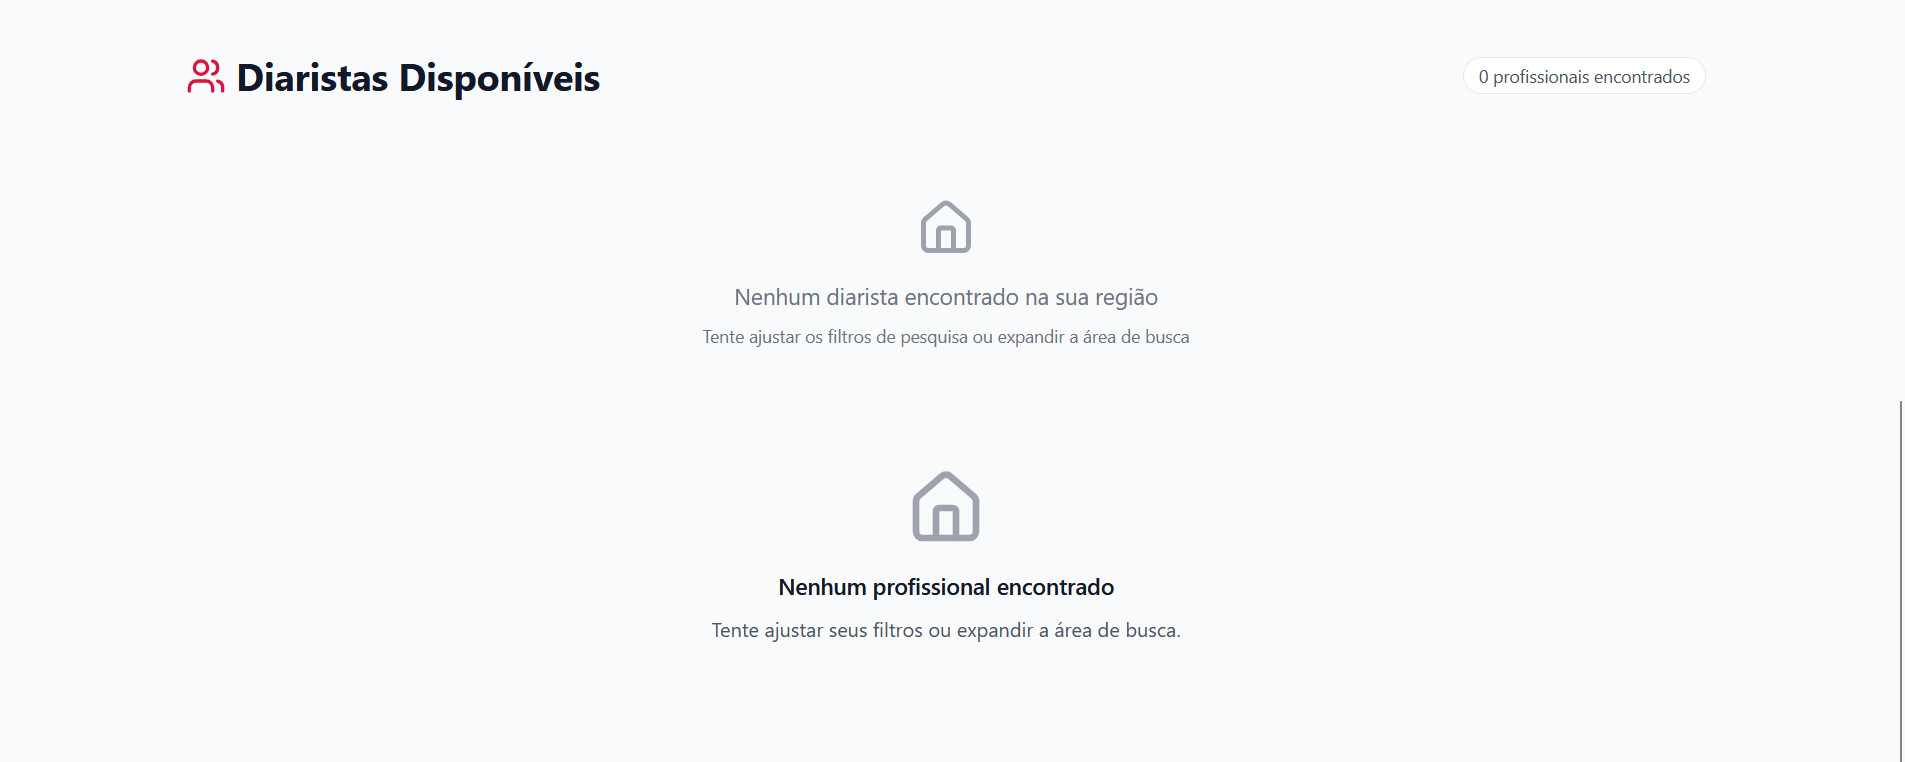 Diaristas Disponíveis
0 profissionais encontrados
Nenhum diarista encontrado na sua região
Tente ajustar os filtros de pesquisa ou expandir a área de busca
Nenhum profissional encontrado
Tente ajustar seus filtros ou expandir a área de busca.